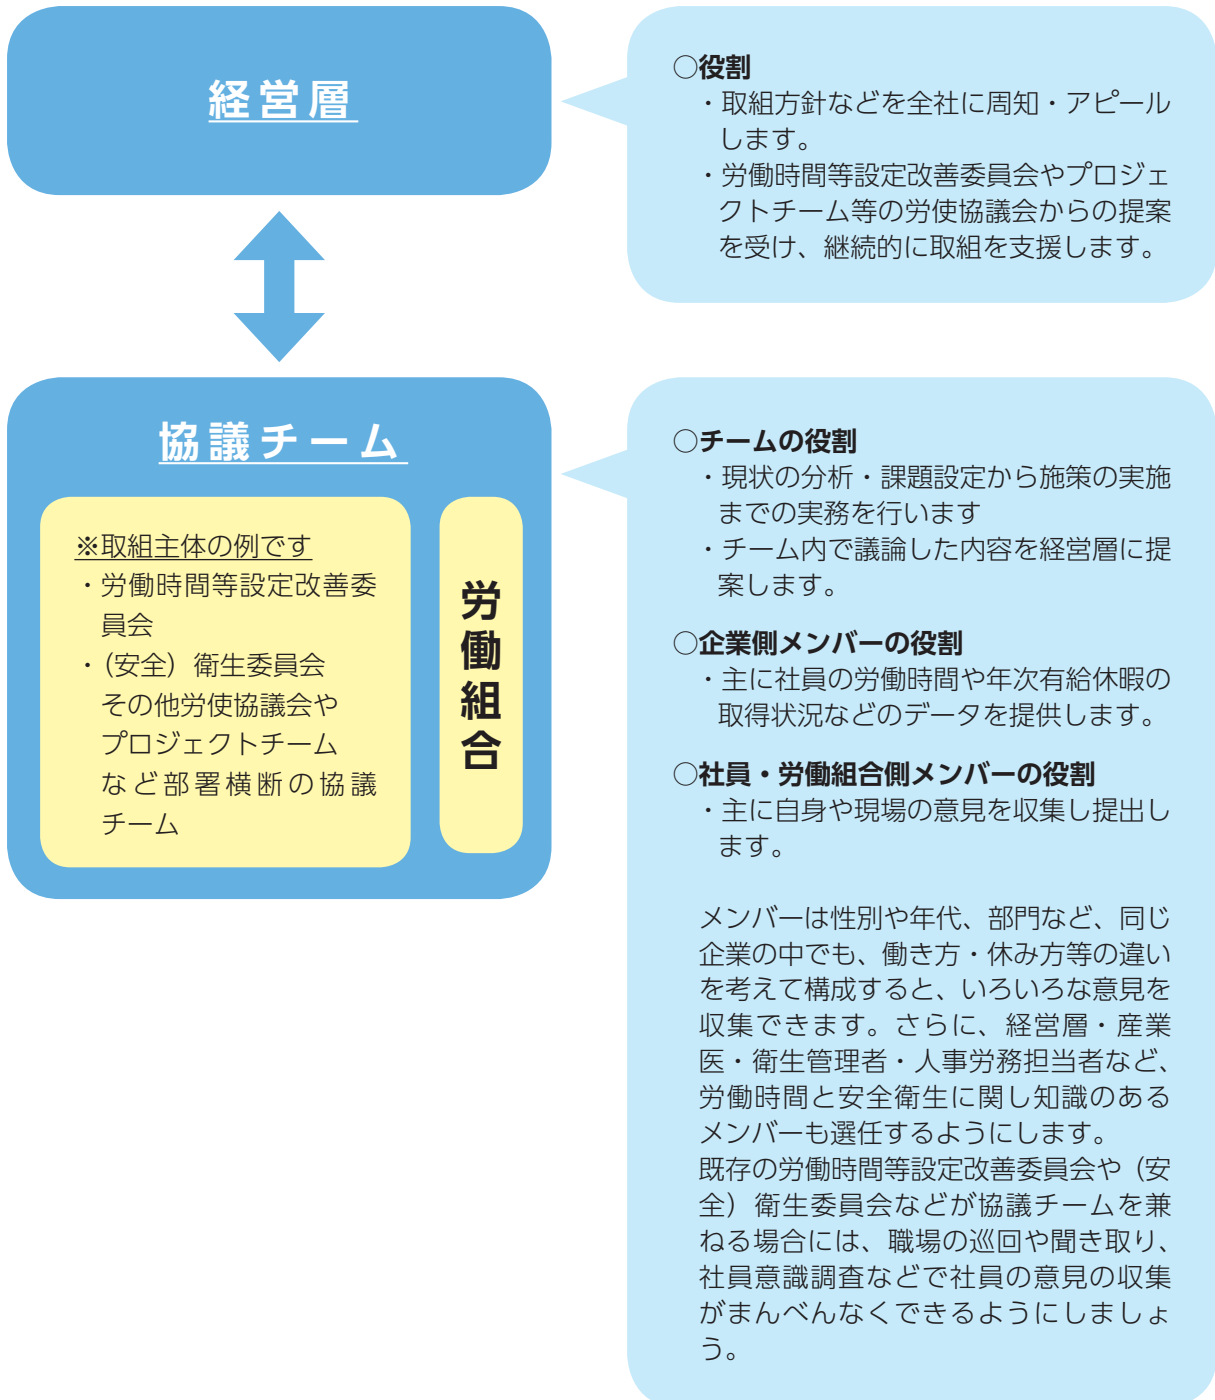 経営層
○役割
・取組方針などを全社に周知・アピール
します。
・労働時間等設定改善委員会やプロジェ
クトチーム等の労使協議会からの提案
を受け、継続的に取組を支援します。
協議チーム
※取組主体の例です
・労働時間等設定改善委
員会
・（安全）衛生委員会
その他労使協議会や
プロジェクトチーム
など部署横断の協議
チーム
労働組合
○チームの役割
・現状の分析・課題設定から施策の実施
までの実務を行います
・チーム内で議論した内容を経営層に提
案します。
○企業側メンバーの役割
・主に社員の労働時間や年次有給休暇の
取得状況などのデータを提供します。
○社員・労働組合側メンバーの役割
・主に自身や現場の意見を収集し提出し
ます。
メンバーは性別や年代、部門など、同じ
企業の中でも、働き方・休み方等の違い
を考えて構成すると、いろいろな意見を
収集できます。さらに、経営層・産業
医・衛生管理者・人事労務担当者など、
労働時間と安全衛生に関し知識のある
メンバーも選任するようにします。
既存の労働時間等設定改善委員会や（安
全）衛生委員会などが協議チームを兼
ねる場合には、職場の巡回や聞き取り、
社員意識調査などで社員の意見の収集
がまんべんなくできるようにしましょ
う。